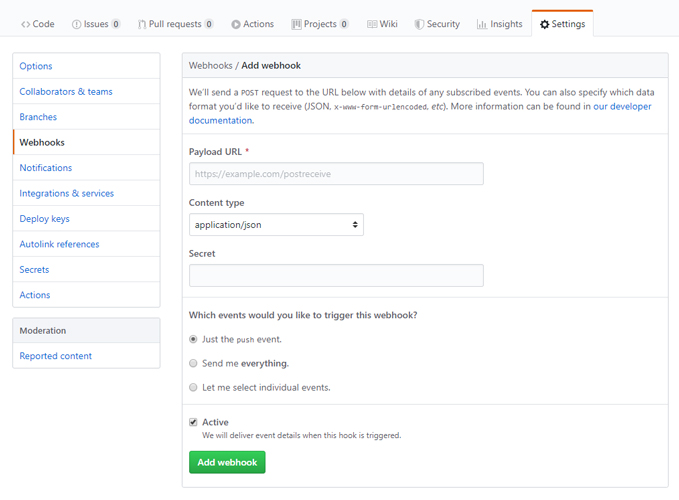 Code Issues 0 Pull requests 0 Actions Projects 0 Wiki Security Insights Settings
Options
Collaborators & teams
Branches
Webhooks
Notifications
Integrations & services
Deploy keys
Autolink references
Secrets
Actions
Moderation
Reported content
Webhooks / Add webhook
We'll send a POST request to the URL below with details of any subscribed events. You can also specify which data
format you'd like to receive (JSON, x-www-form-urlencoded, etc). More information can be found in our developer
documentation.
Payload URL *
https://example.com/postreceive
Content type
application/json
Secret
Which events would you like to trigger this webhook?
Just the push event.
Send me everything.
Let me select individual events.
Active
We will deliver event details when this hook is triggered.
Add webhook